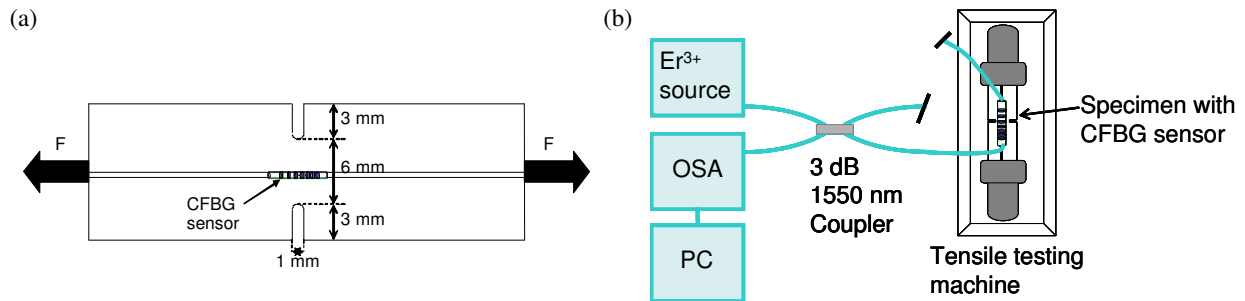 (a)
3 mm
F
F
6 mm
CFBG
sensor
3 mm
1 mm
(b)
Er³⁺
source
OSA
PC
3 dB
1550 nm
Coupler
Specimen with
CFBG sensor
Tensile testing
machine